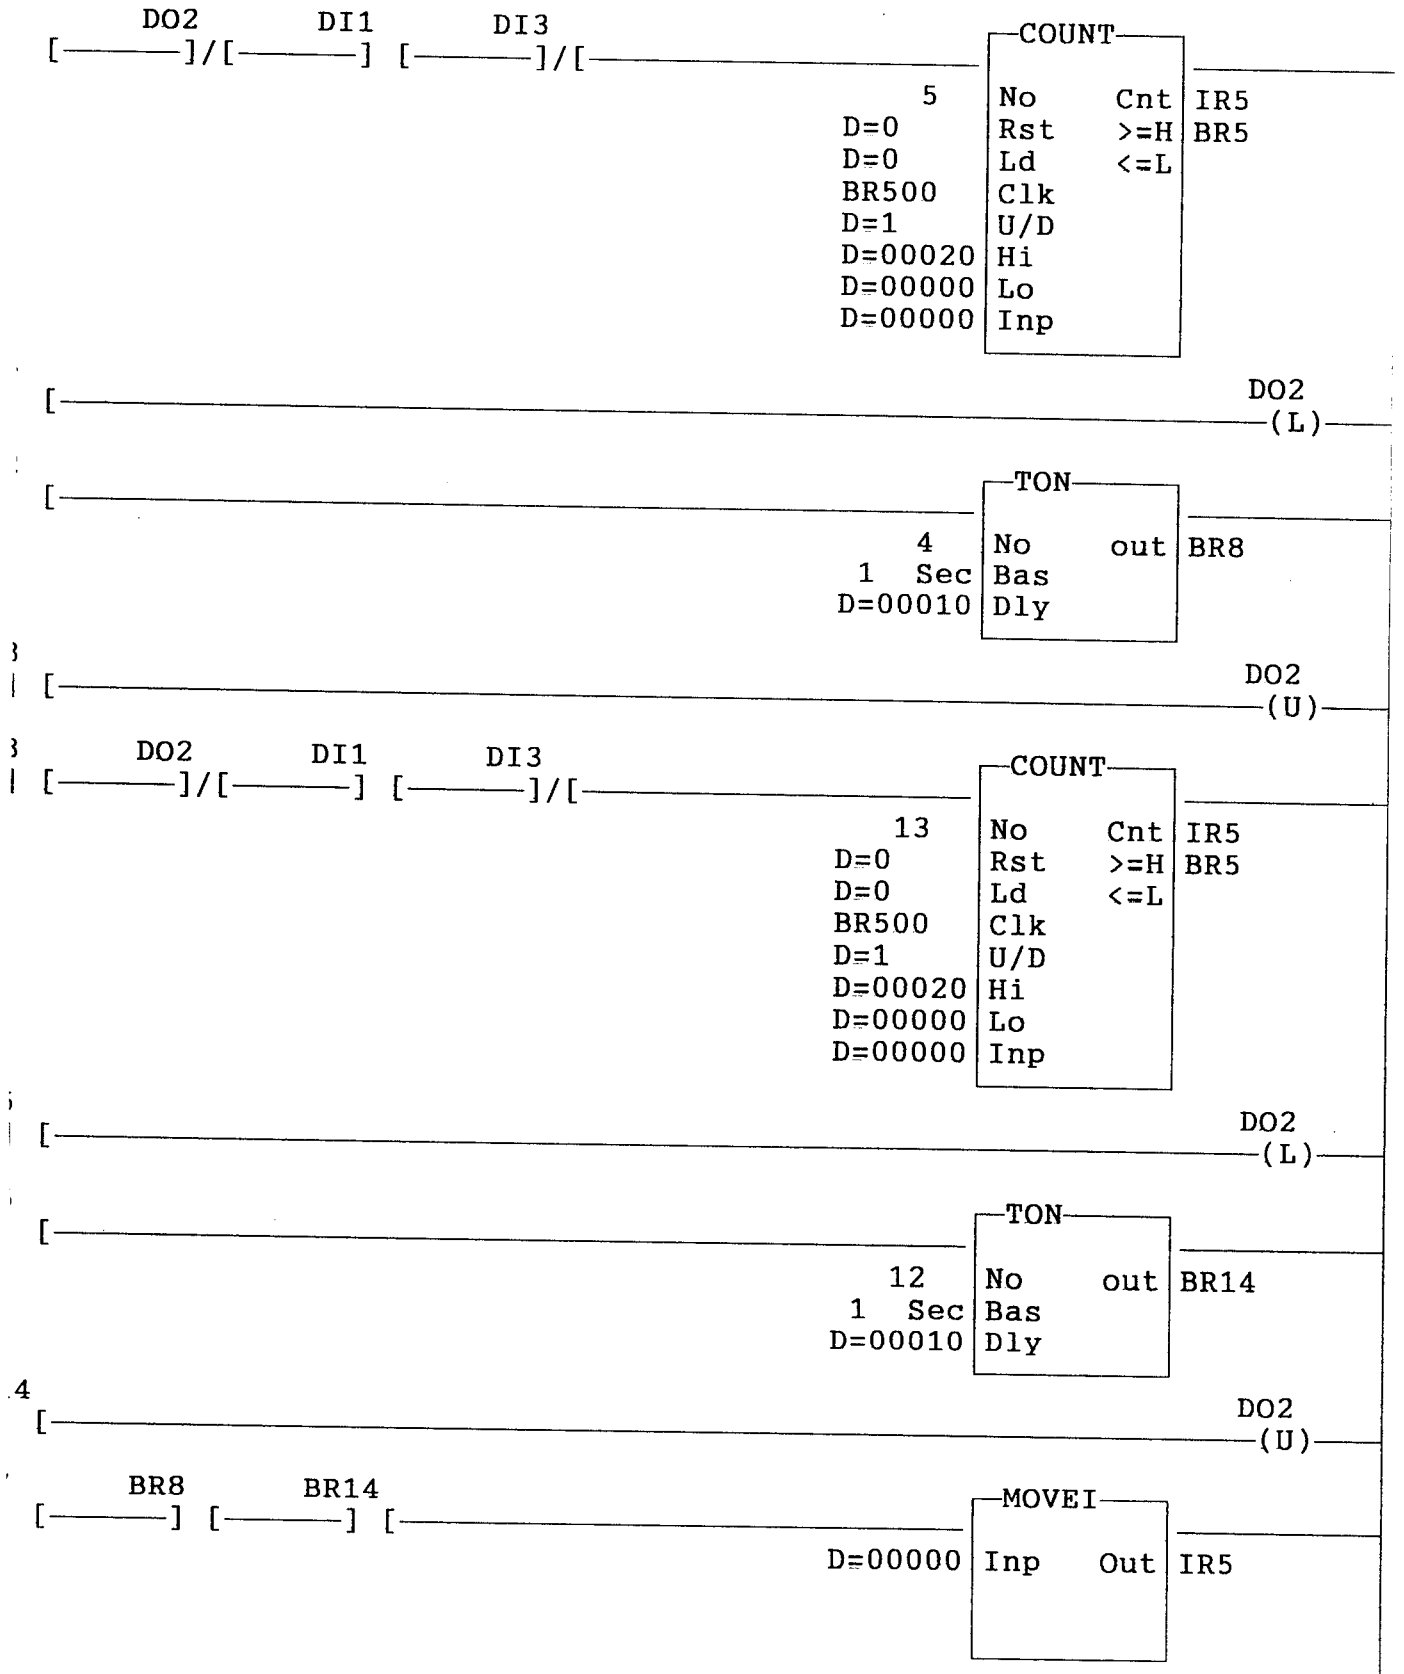 DO2 DI1 DI3
[————]/[————] [————]/[———— COUNT
5 No Cnt IR5
D=0 Rst >=H BR5
D=0 Ld <=L
BR500 Clk
D=1 U/D
D=00020 Hi
D=00000 Lo
D=00000 Inp
DO2
[————(L)
TON
[————
4 No out BR8
1 Sec Bas
D=00010 Dly
DO2
[————(U)
DO2 DI1 DI3
[————]/[————] [————]/[———— COUNT
13 No Cnt IR5
D=0 Rst >=H BR5
D=0 Ld <=L
BR500 Clk
D=1 U/D
D=00020 Hi
D=00000 Lo
D=00000 Inp
DO2
[————(L)
TON
[————
12 No out BR14
1 Sec Bas
D=00010 Dly
4 DO2
[————(U)
BR8 BR14
[————] [————] [———— MOVEI
D=00000 Inp Out IR5